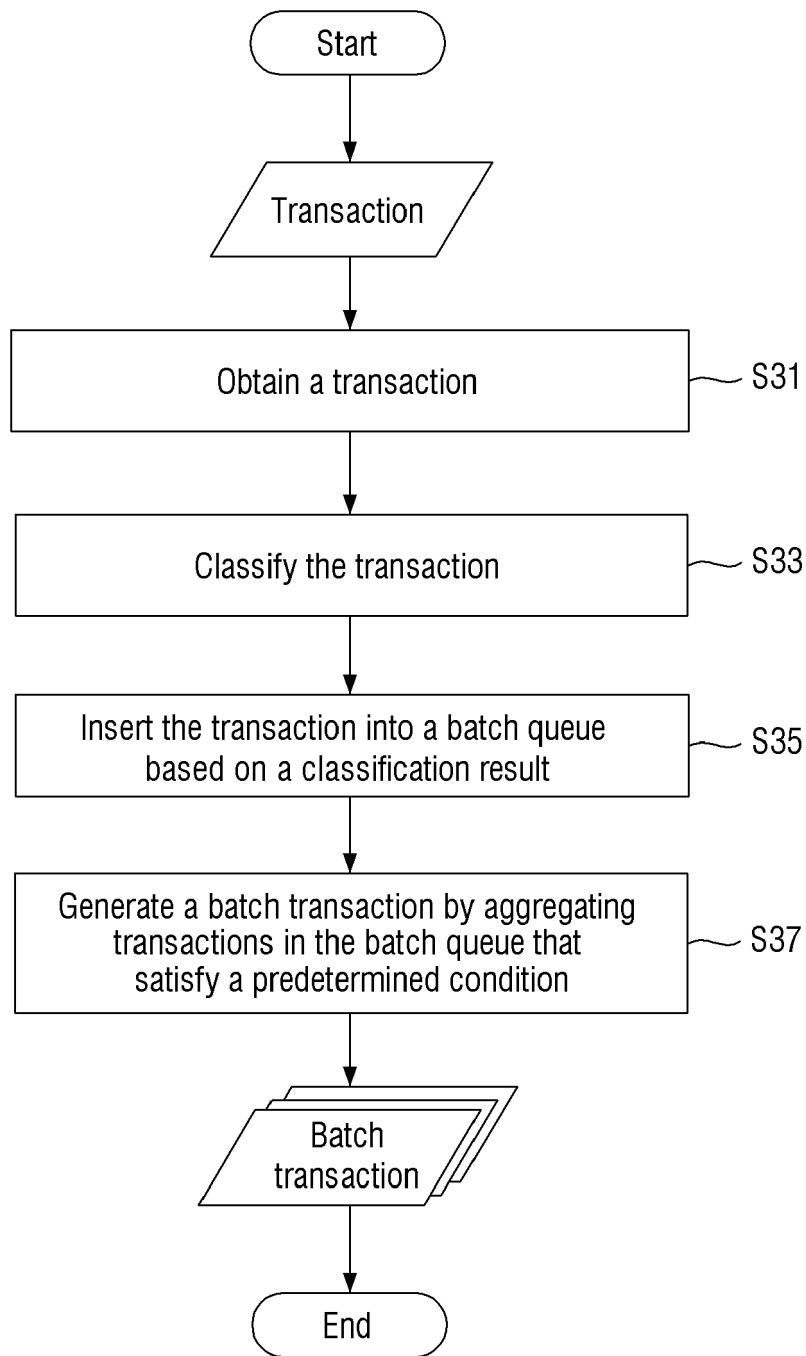 Start
Transaction
Obtain a transaction
S31
Classify the transaction
S33
Insert the transaction into a batch queue
based on a classification result
S35
Generate a batch transaction by aggregating
transactions in the batch queue that
satisfy a predetermined condition
S37
Batch
transaction
End